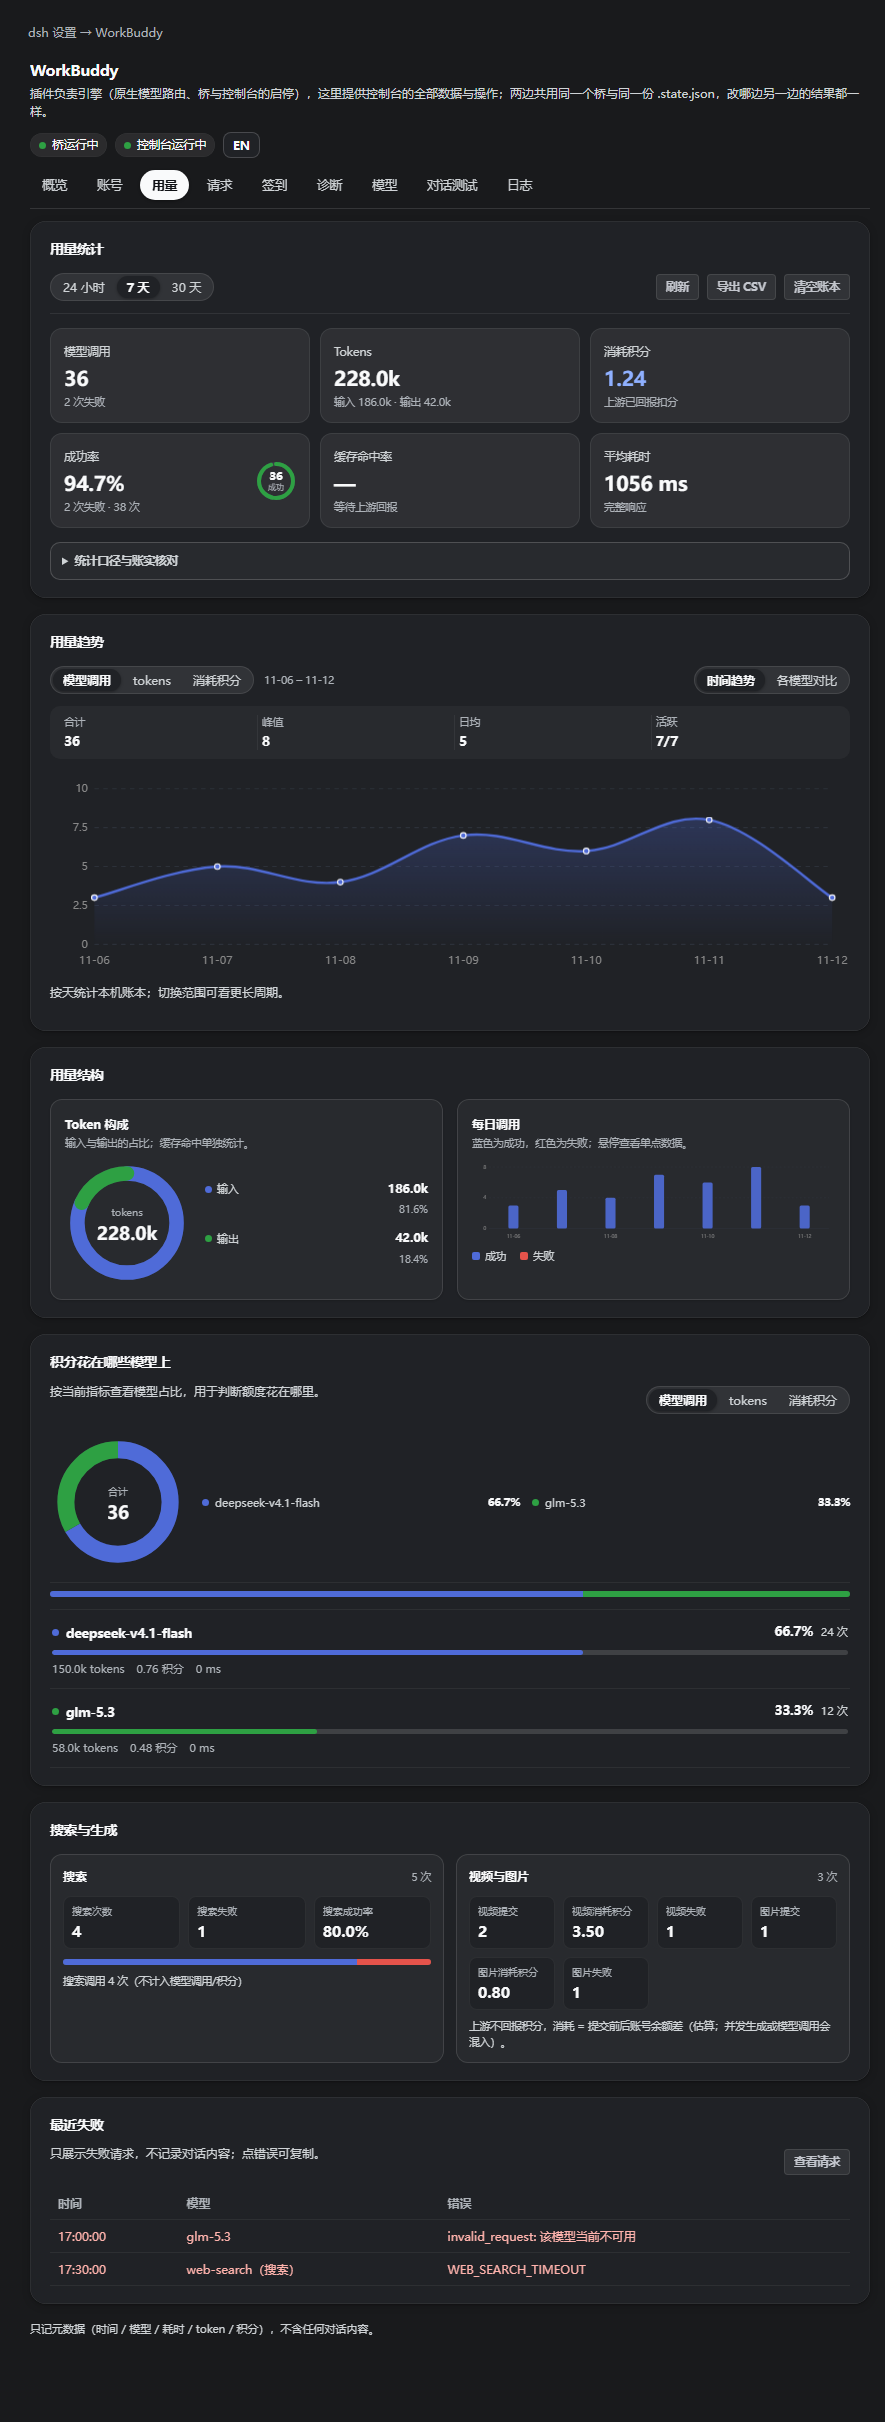 dsh 设置 → WorkBuddy
WorkBuddy
插件负责引擎（原生模型路由、桥与控制台的启停），这里提供控制台的全部数据与操作；两边共用同一个桥与同一份 .state.json，改哪边另一边的结果都一
样。
桥运行中 控制台运行中 EN
概览 账号 用量 请求 签到 诊断 模型 对话测试 日志
用量统计
24 小时 7 天 30 天 刷新 导出 CSV 清空账本
模型调用 Tokens 消耗积分
36 228.0k 1.24
2 次失败 输入 186.0k · 输出 42.0k 上游已回报扣分
成功率 缓存命中率 平均耗时
94.7% 36 成功 — 1056 ms
2 次失败 · 38 次 等待上游回报 完整响应
▶ 统计口径与账实核对
用量趋势
模型调用 tokens 消耗积分 11-06 – 11-12 时间趋势 各模型对比
合计 峰值 日均 活跃
36 8 5 7/7
10
7.5
5
2.5
0
11-06 11-07 11-08 11-09 11-10 11-11 11-12
按天统计本机账本；切换范围可看更长周期。
用量结构
Token 构成
输入与输出的占比；缓存命中单独统计。
tokens
228.0k
输入 186.0k
81.6%
输出 42.0k
18.4%
每日调用
蓝色为成功，红色为失败；悬停查看单点数据。
8
4
0
11-06 11-08 11-10 11-12
成功 失败
积分花在哪些模型上
按当前指标查看模型占比，用于判断额度花在哪里。
模型调用 tokens 消耗积分
合计
36
deepseek-v4.1-flash 66.7% glm-5.3 33.3%
deepseek-v4.1-flash 66.7% 24 次
150.0k tokens 0.76 积分 0 ms
glm-5.3 33.3% 12 次
58.0k tokens 0.48 积分 0 ms
搜索与生成
搜索 5 次
搜索次数 搜索失败 搜索成功率
4 1 80.0%
搜索调用 4 次（不计入模型调用/积分）
视频与图片 3 次
视频提交 视频消耗积分 视频失败 图片提交
2 3.50 1 1
图片消耗积分 图片失败
0.80 1
上游不回报积分，消耗 = 提交前后账号余额差（估算；并发生成或模型调用会
混入）。
最近失败
只展示失败请求，不记录对话内容；点错误可复制。
查看请求
时间 模型 错误
17:00:00 glm-5.3 invalid_request: 该模型当前不可用
17:30:00 web-search（搜索） WEB_SEARCH_TIMEOUT
只记元数据（时间 / 模型 / 耗时 / token / 积分），不含任何对话内容。